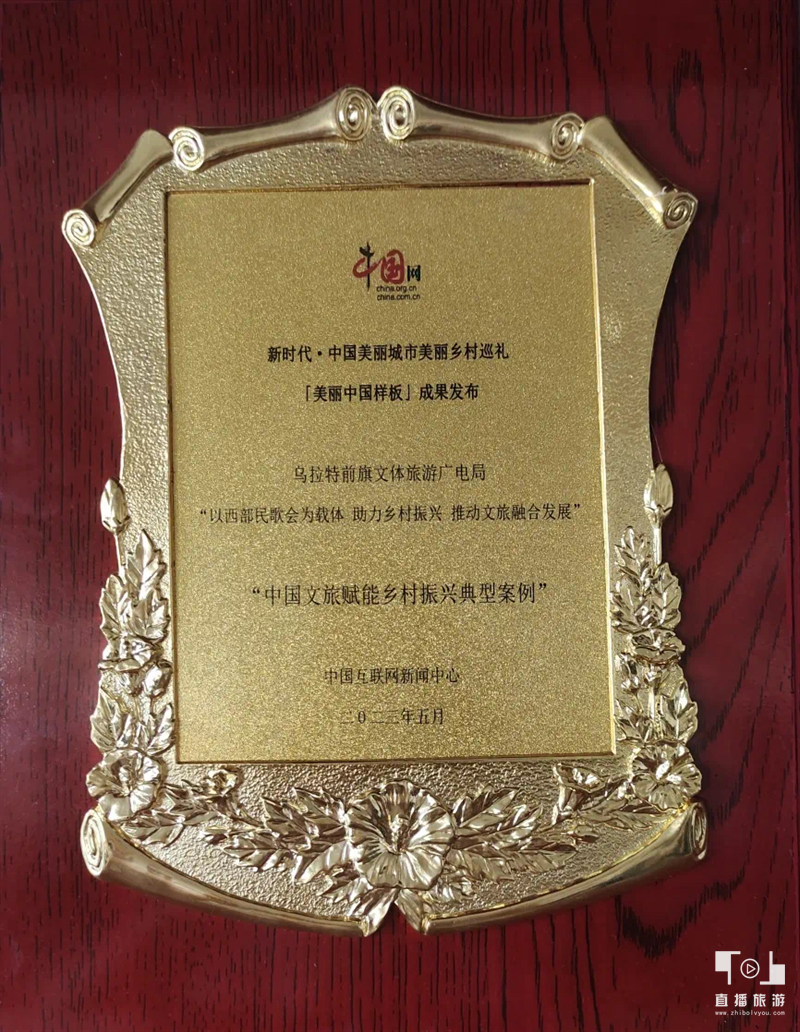 中国网
china.org.cn
china.com.cn
新时代·中国美丽城市美丽乡村巡礼
「美丽中国样板」成果发布
乌拉特前旗文体旅游广电局
“以西部民歌会为载体 助力乡村振兴 推动文旅融合发展”
“中国文旅赋能乡村振兴典型案例”
中国互联网新闻中心
二〇二三年五月
直播旅游
www.zhibolvyou.com